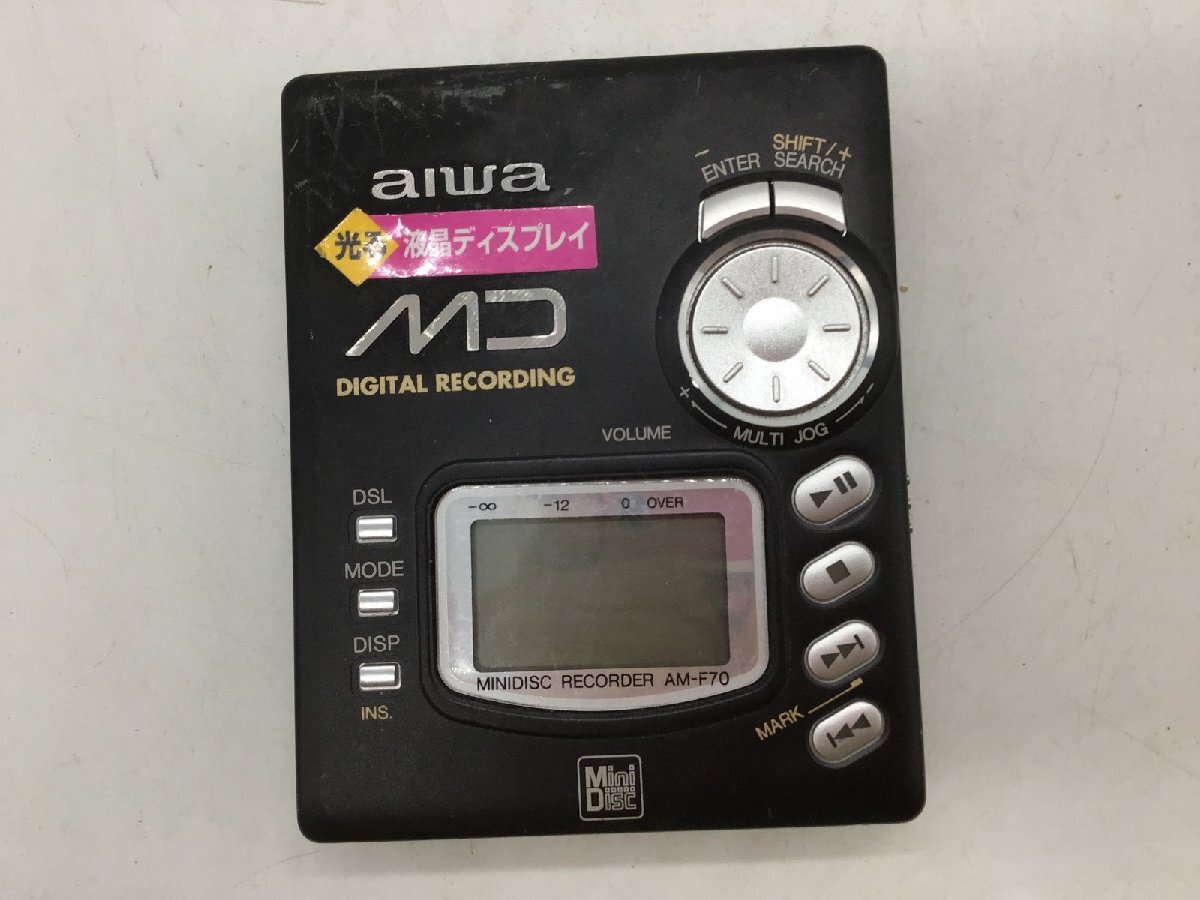 aiwa
光る 液晶ディスプレイ
MD
DIGITAL RECORDING
− SHIFT/+
ENTER SEARCH
+ MULTI JOG −
VOLUME
DSL
MODE
DISP
INS.
−∞ −12 0 OVER
MINIDISC RECORDER AM-F70
MARK
Mini
Disc